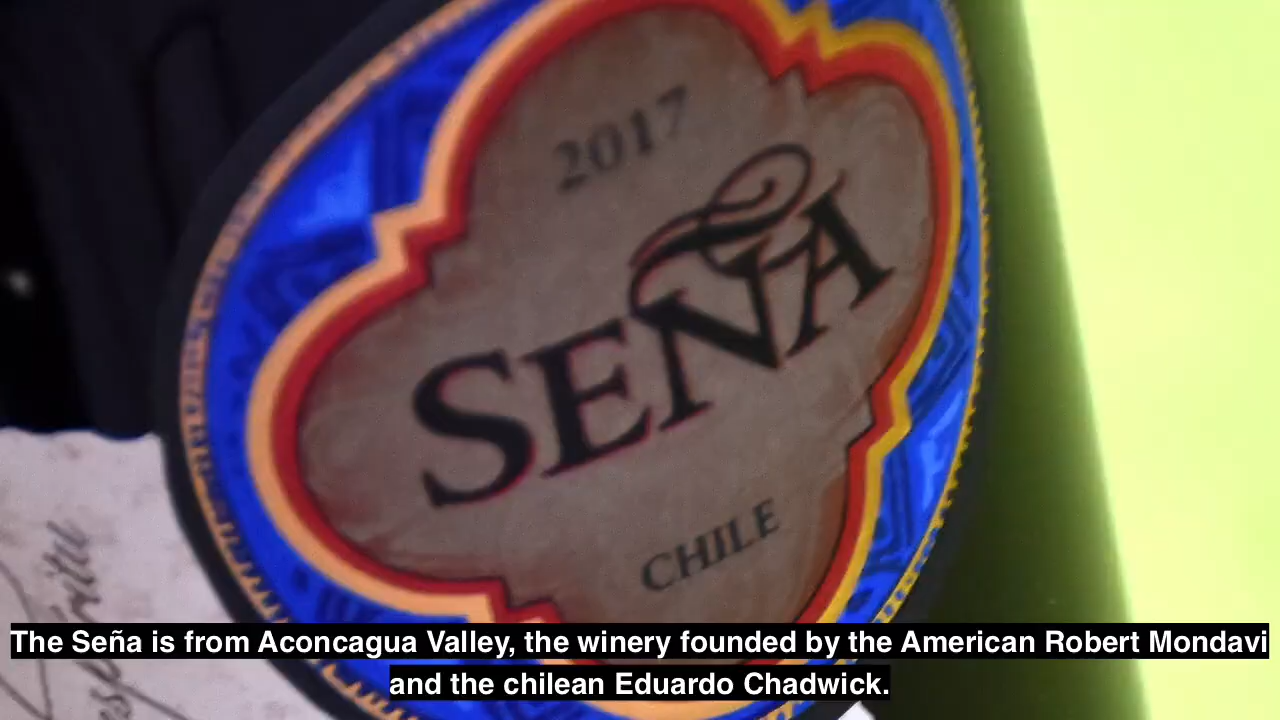 2017
SEÑA
CHILE
The Seña is from Aconcagua Valley, the winery founded by the American Robert Mondavi
and the chilean Eduardo Chadwick.